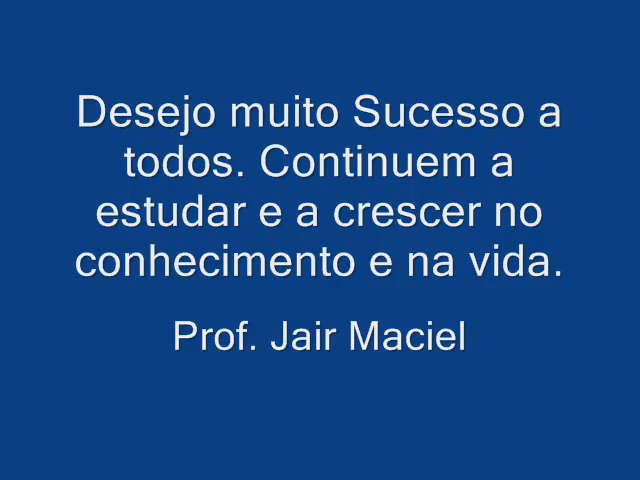 Desejo muito Sucesso a
todos. Continuem a
estudar e a crescer no
conhecimento e na vida.
Prof. Jair Maciel